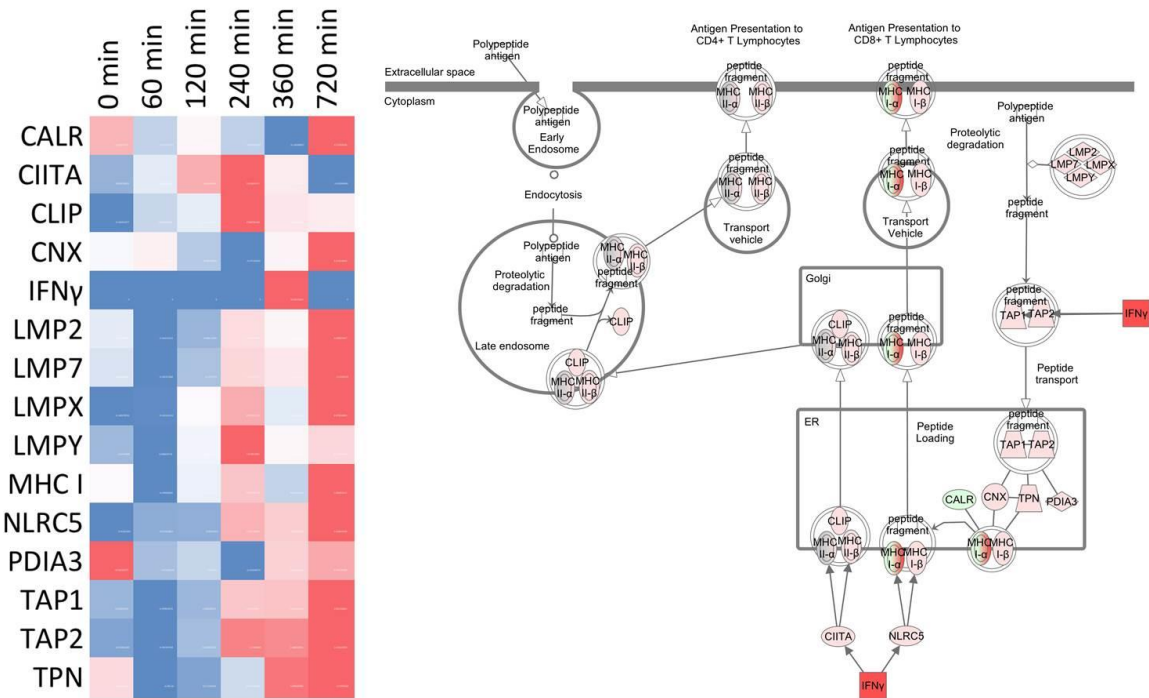 0 min
60 min
120 min
240 min
360 min
720 min
CALR
CIITA
CLIP
CNX
IFNγ
LMP2
LMP7
LMPX
LMPY
MHC I
NLRC5
PDIA3
TAP1
TAP2
TPN
Extracellular space
Cytoplasm
Polypeptide
antigen
Polypeptide
antigen
Early
Endosome
Endocytosis
Polypeptide
antigen
Proteolytic
degradation
peptide
fragment
Late endosome
MHC
II-α
MHC
II-β
peptide
fragment
CLIP
CLIP
MHC
II-α
MHC
II-β
Antigen Presentation to
CD4+ T Lymphocytes
peptide
fragment
MHC
II-α
MHC
II-β
peptide
fragment
MHC
II-α
MHC
II-β
Transport
vehicle
Antigen Presentation to
CD8+ T Lymphocytes
peptide
fragment
MHC
I-α
MHC
I-β
peptide
fragment
MHC
I-α
MHC
I-β
Transport
Vehicle
Golgi
CLIP
MHC
II-α
MHC
II-β
peptide
fragment
MHC
I-α
MHC
I-β
Polypeptide
antigen
Proteolytic
degradation
LMP2
LMP7
LMPX
LMPY
peptide
fragment
peptide
fragment
TAP1
TAP2
IFNγ
Peptide
transport
ER
Peptide
Loading
peptide
fragment
TAP1
TAP2
CALR
CNX
TPN
PDIA3
CLIP
MHC
II-α
MHC
II-β
peptide
fragment
MHC
I-α
MHC
I-β
MHC
I-α
MHC
I-β
CIITA
NLRC5
IFNγ